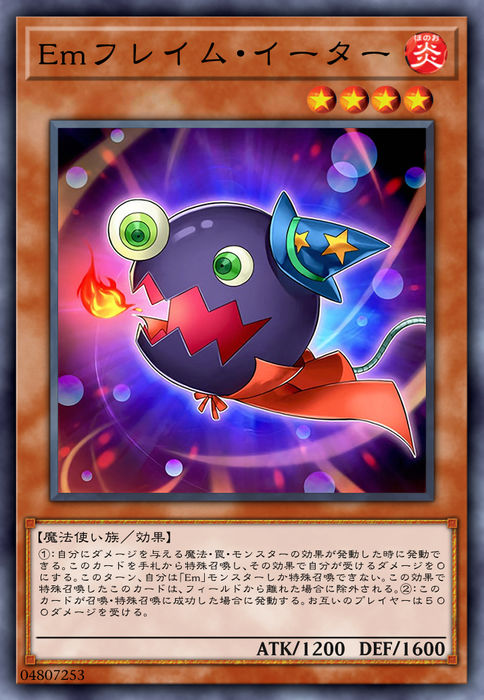 Emフレイム・イーター
ほのお
炎
【魔法使い族／効果】
①:自分にダメージを与える魔法・罠・モンスターの効果が発動した時に発動で
きる。このカードを手札から特殊召喚し、その効果で自分が受けるダメージを0
にする。このターン、自分は「Em」モンスターしか特殊召喚できない。この効果で
特殊召喚したこのカードは、フィールドから離れた場合に除外される。②:こ
のカードが召喚・特殊召喚に成功した場合に発動する。お互いのプレイヤーは５０
０ダメージを受ける。
ATK/1200 DEF/1600
04807253